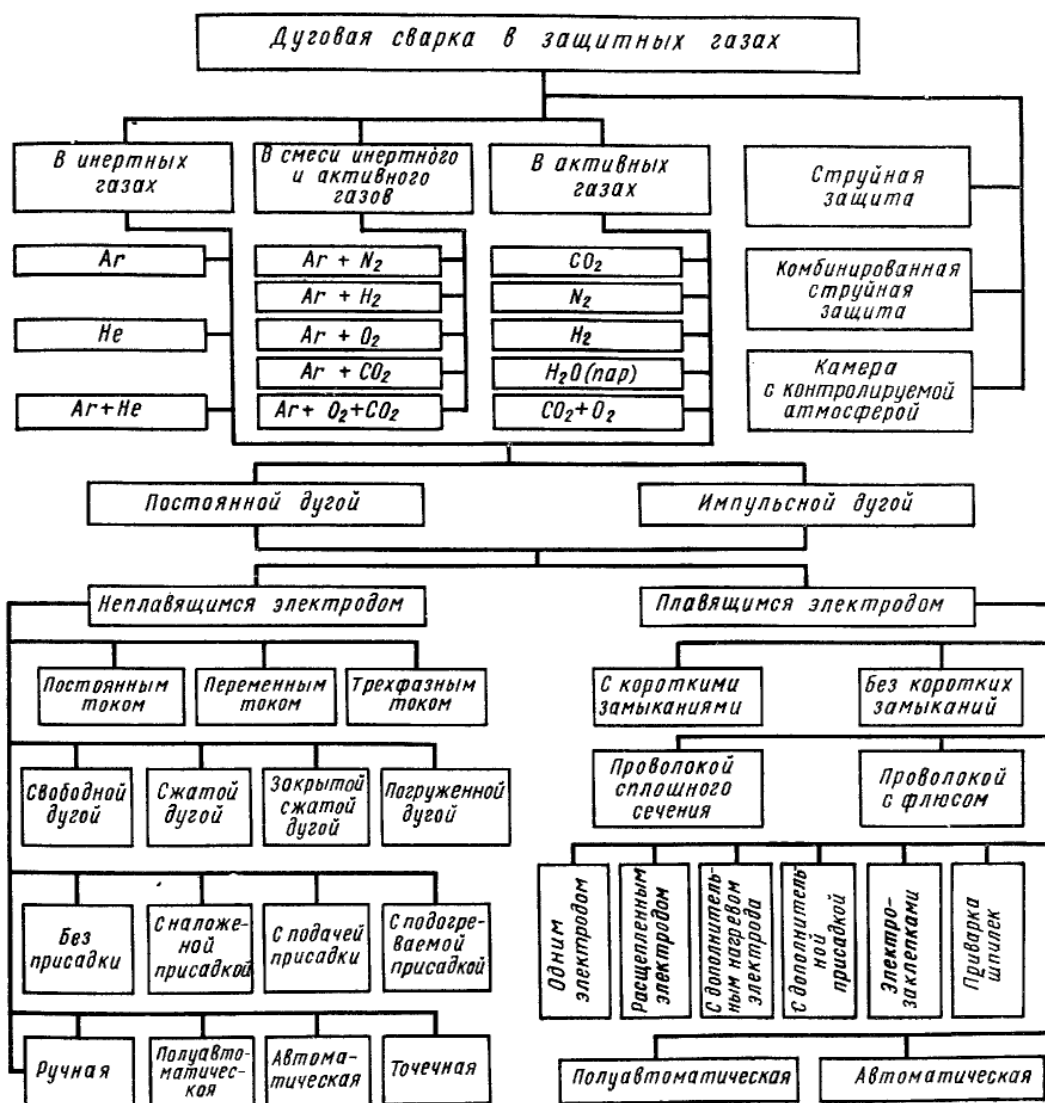 Дуговая сварка в защитных газах
В инертных
газах
В смеси инертного
и активного
газов
В активных
газах
Струйная
защита
Ar
Ar + N₂
CO₂
Комбинированная
струйная
защита
Ar + H₂
N₂
He
Ar + O₂
H₂
Ar + CO₂
H₂O(пар)
Камера
с контролируемой
атмосферой
Ar+He
Ar+ O₂+CO₂
CO₂+O₂
Постоянной дугой
Импульсной дугой
Неплавящимся электродом
Плавящимся электродом
Постоянным
током
Переменным
током
Трехфазным
током
С короткими
замыканиями
Без коротких
замыканий
Свободной
дугой
Сжатой
дугой
Закрытой
сжатой
дугой
Погруженной
дугой
Проволокой
сплошного
сечения
Проволокой
с флюсом
Без
присадки
С наложе-
ной
присадкой
С подачей
присадки
С подогре-
ваемой
присадкой
Одним
электродом
Расщепленным
электродом
С дополнитель-
ным нагревом
электрода
С дополнитель
ной
присадкой
Электро-
заклепками
Приварка
шпилек
Ручная
Полуавто-
матичес-
кая
Автома-
тическая
Точечная
Полуавтоматическая
Автоматическая